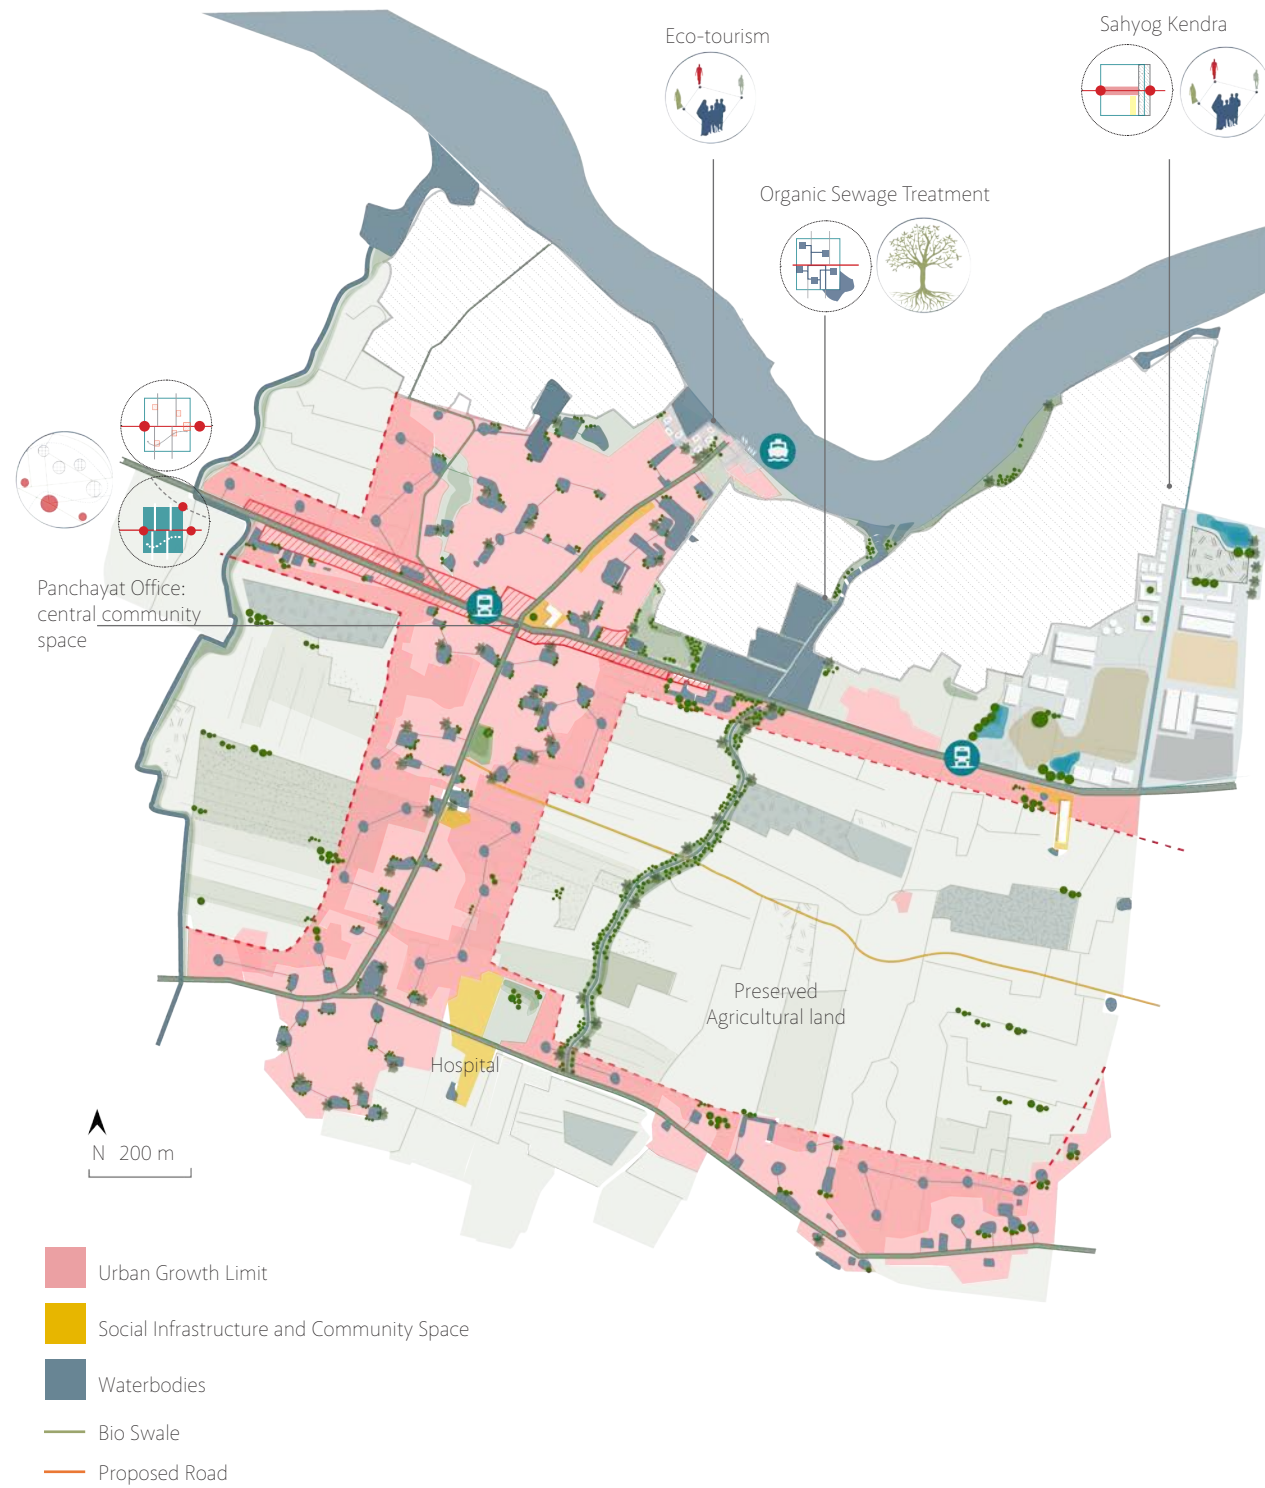 Sahyog Kendra
Eco-tourism
Organic Sewage Treatment
Panchayat Office:
central community
space
Preserved
Agricultural land
Hospital
N 200 m
Urban Growth Limit
Social Infrastructure and Community Space
Waterbodies
Bio Swale
Proposed Road